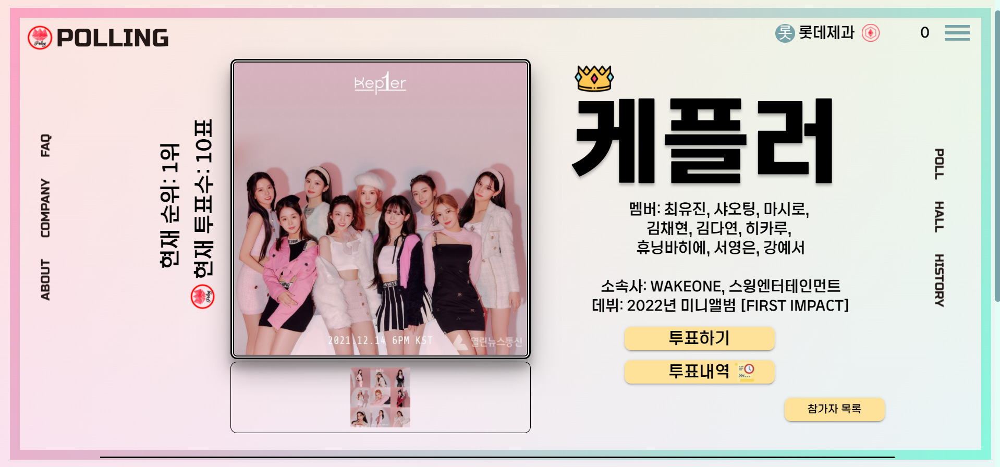 POLLING
롯 롯데제과
0
FAQ
COMPANY
ABOUT
현재 순위: 1위
현재 투표수: 10표
Kep1er
2021.12.14 6PM KST
열린뉴스통신
케플러
멤버: 최유진, 샤오팅, 마시로,
김채현, 김다연, 히카루,
휴닝바히에, 서영은, 강예서
소속사: WAKEONE, 스윙엔터테인먼트
데뷔: 2022년 미니앨범 [FIRST IMPACT]
투표하기
투표내역
참가자 목록
POLL
HALL
HISTORY